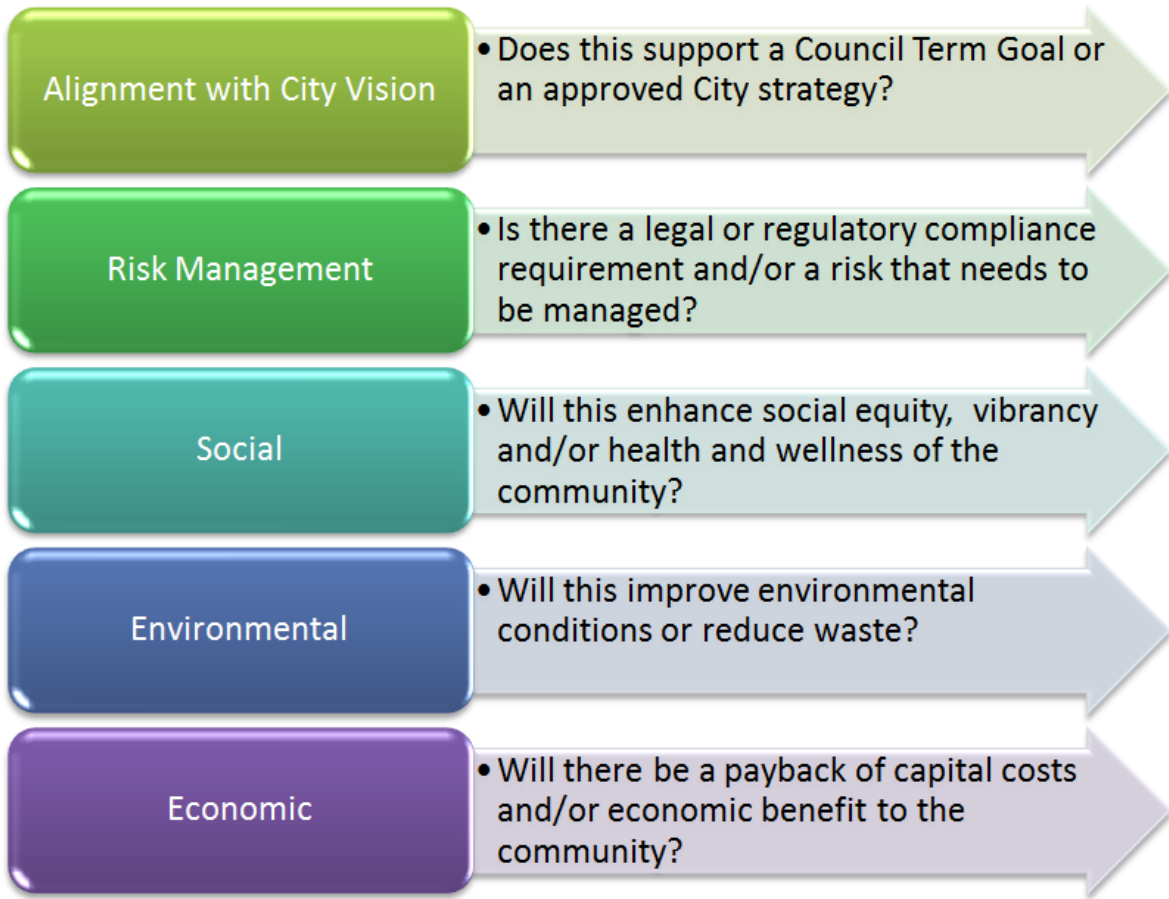 Alignment with City Vision
• Does this support a Council Term Goal or
an approved City strategy?
Risk Management
• Is there a legal or regulatory compliance
requirement and/or a risk that needs to
be managed?
Social
• Will this enhance social equity,  vibrancy
and/or health and wellness of the
community?
Environmental
• Will this improve environmental
conditions or reduce waste?
Economic
• Will there be a payback of capital costs
and/or economic benefit to the
community?